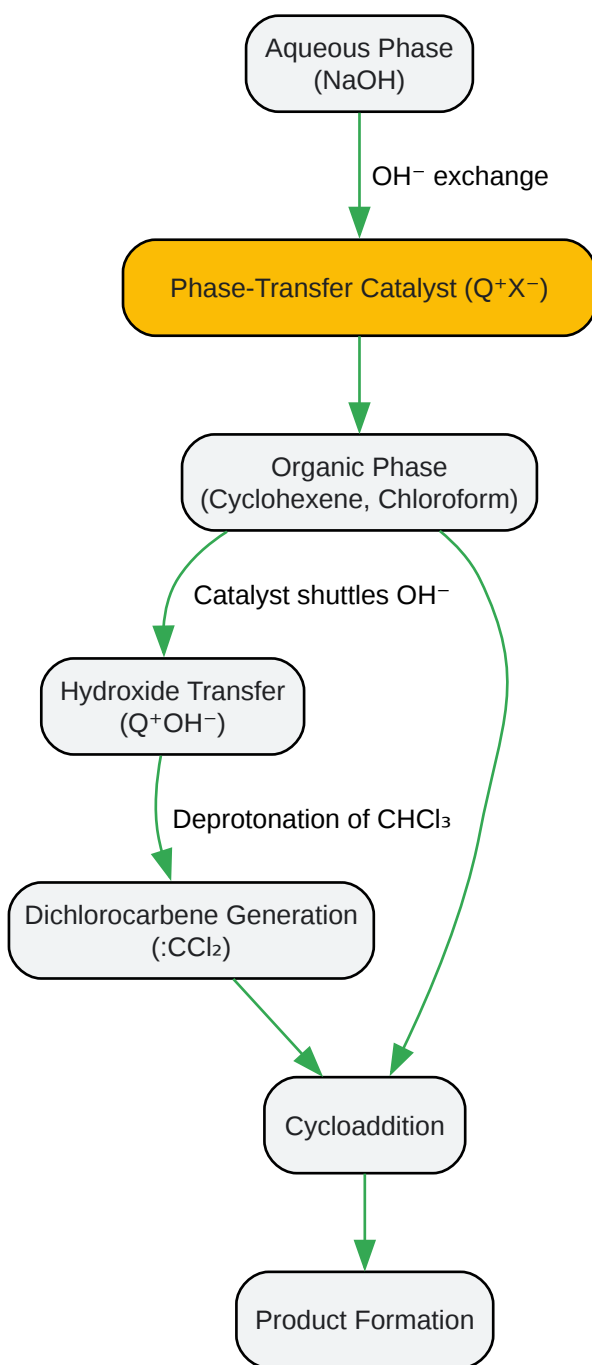 Aqueous Phase
(NaOH)
OH⁻ exchange
Phase-Transfer Catalyst (Q⁺X⁻)
Organic Phase
(Cyclohexene, Chloroform)
Catalyst shuttles OH⁻
Hydroxide Transfer
(Q⁺OH⁻)
Deprotonation of CHCl₃
Dichlorocarbene Generation
(:CCl₂)
Cycloaddition
Product Formation